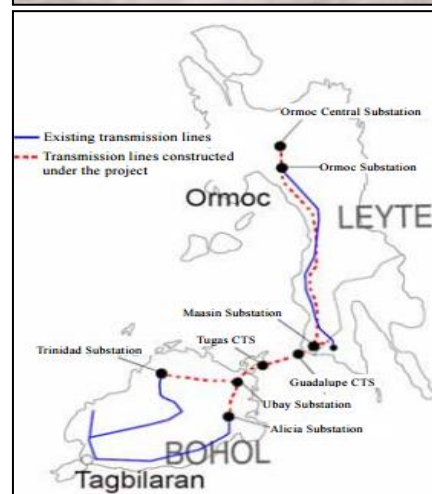 Ormoc Central Substation
Existing transmission lines
Transmission lines constructed
under the project
Ormoc Substation
Ormoc
LEYTE
Maasin Substation
Tugas CTS
Trinidad Substation
Guadalupe CTS
Ubay Substation
Alicia Substation
BOHOL
Tagbilaran